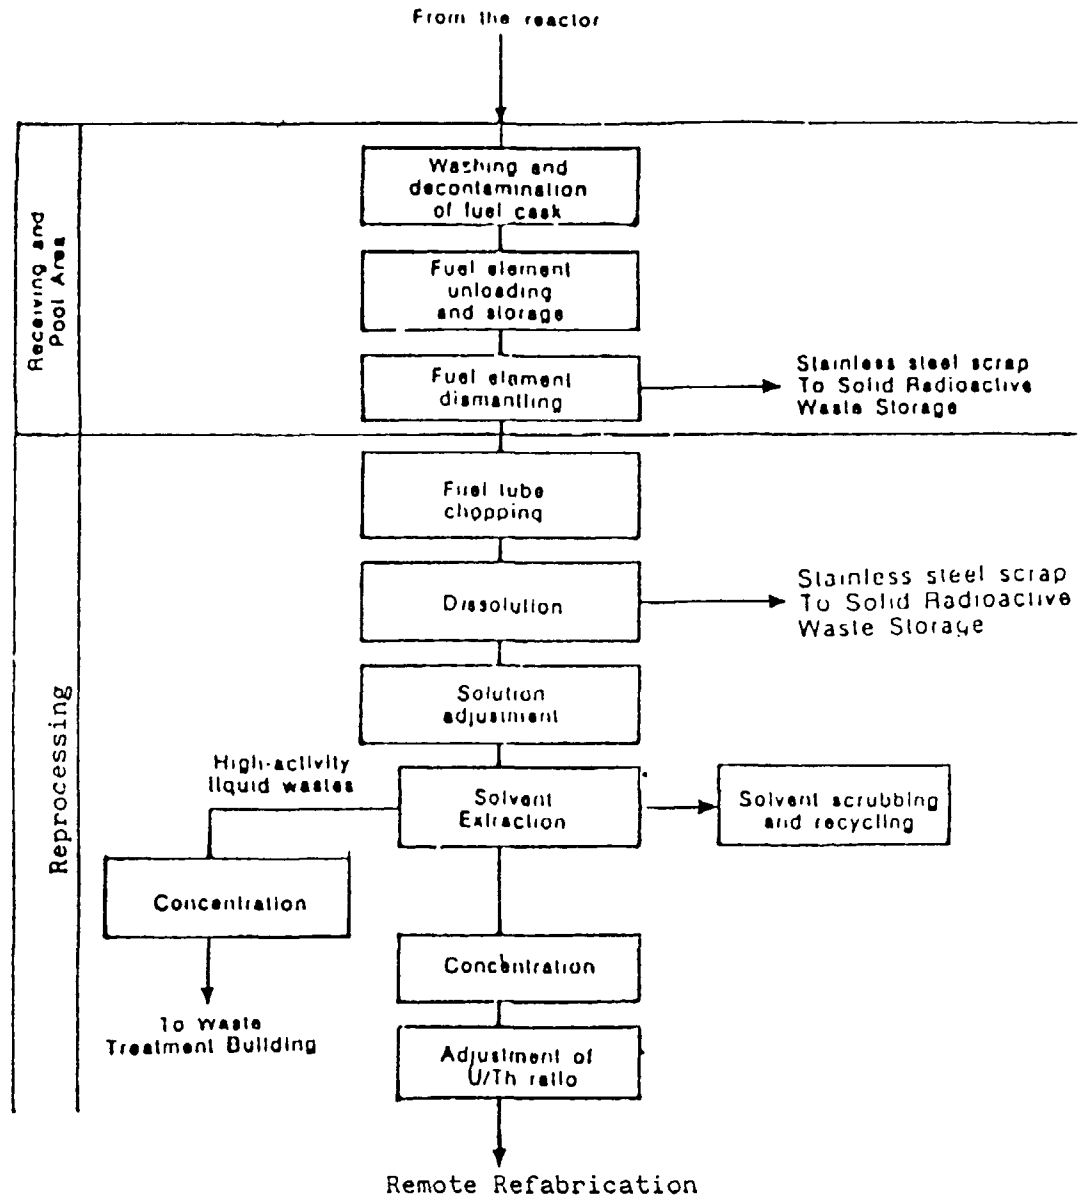 From the reactor
Receiving and
Pool Area
Washing and
decontamination
of fuel cask
Fuel element
unloading
and storage
Fuel element
dismantling
Stainless steel scrap
To Solid Radioactive
Waste Storage
Reprocessing
Fuel tube
chopping
Dissolution
Stainless steel scrap
To Solid Radioactive
Waste Storage
Solution
adjustment
High-activity
liquid wastes
Solvent
Extraction
Solvent scrubbing
and recycling
Concentration
Concentration
To Waste
Treatment Building
Adjustment of
U/Th ratio
Remote Refabrication